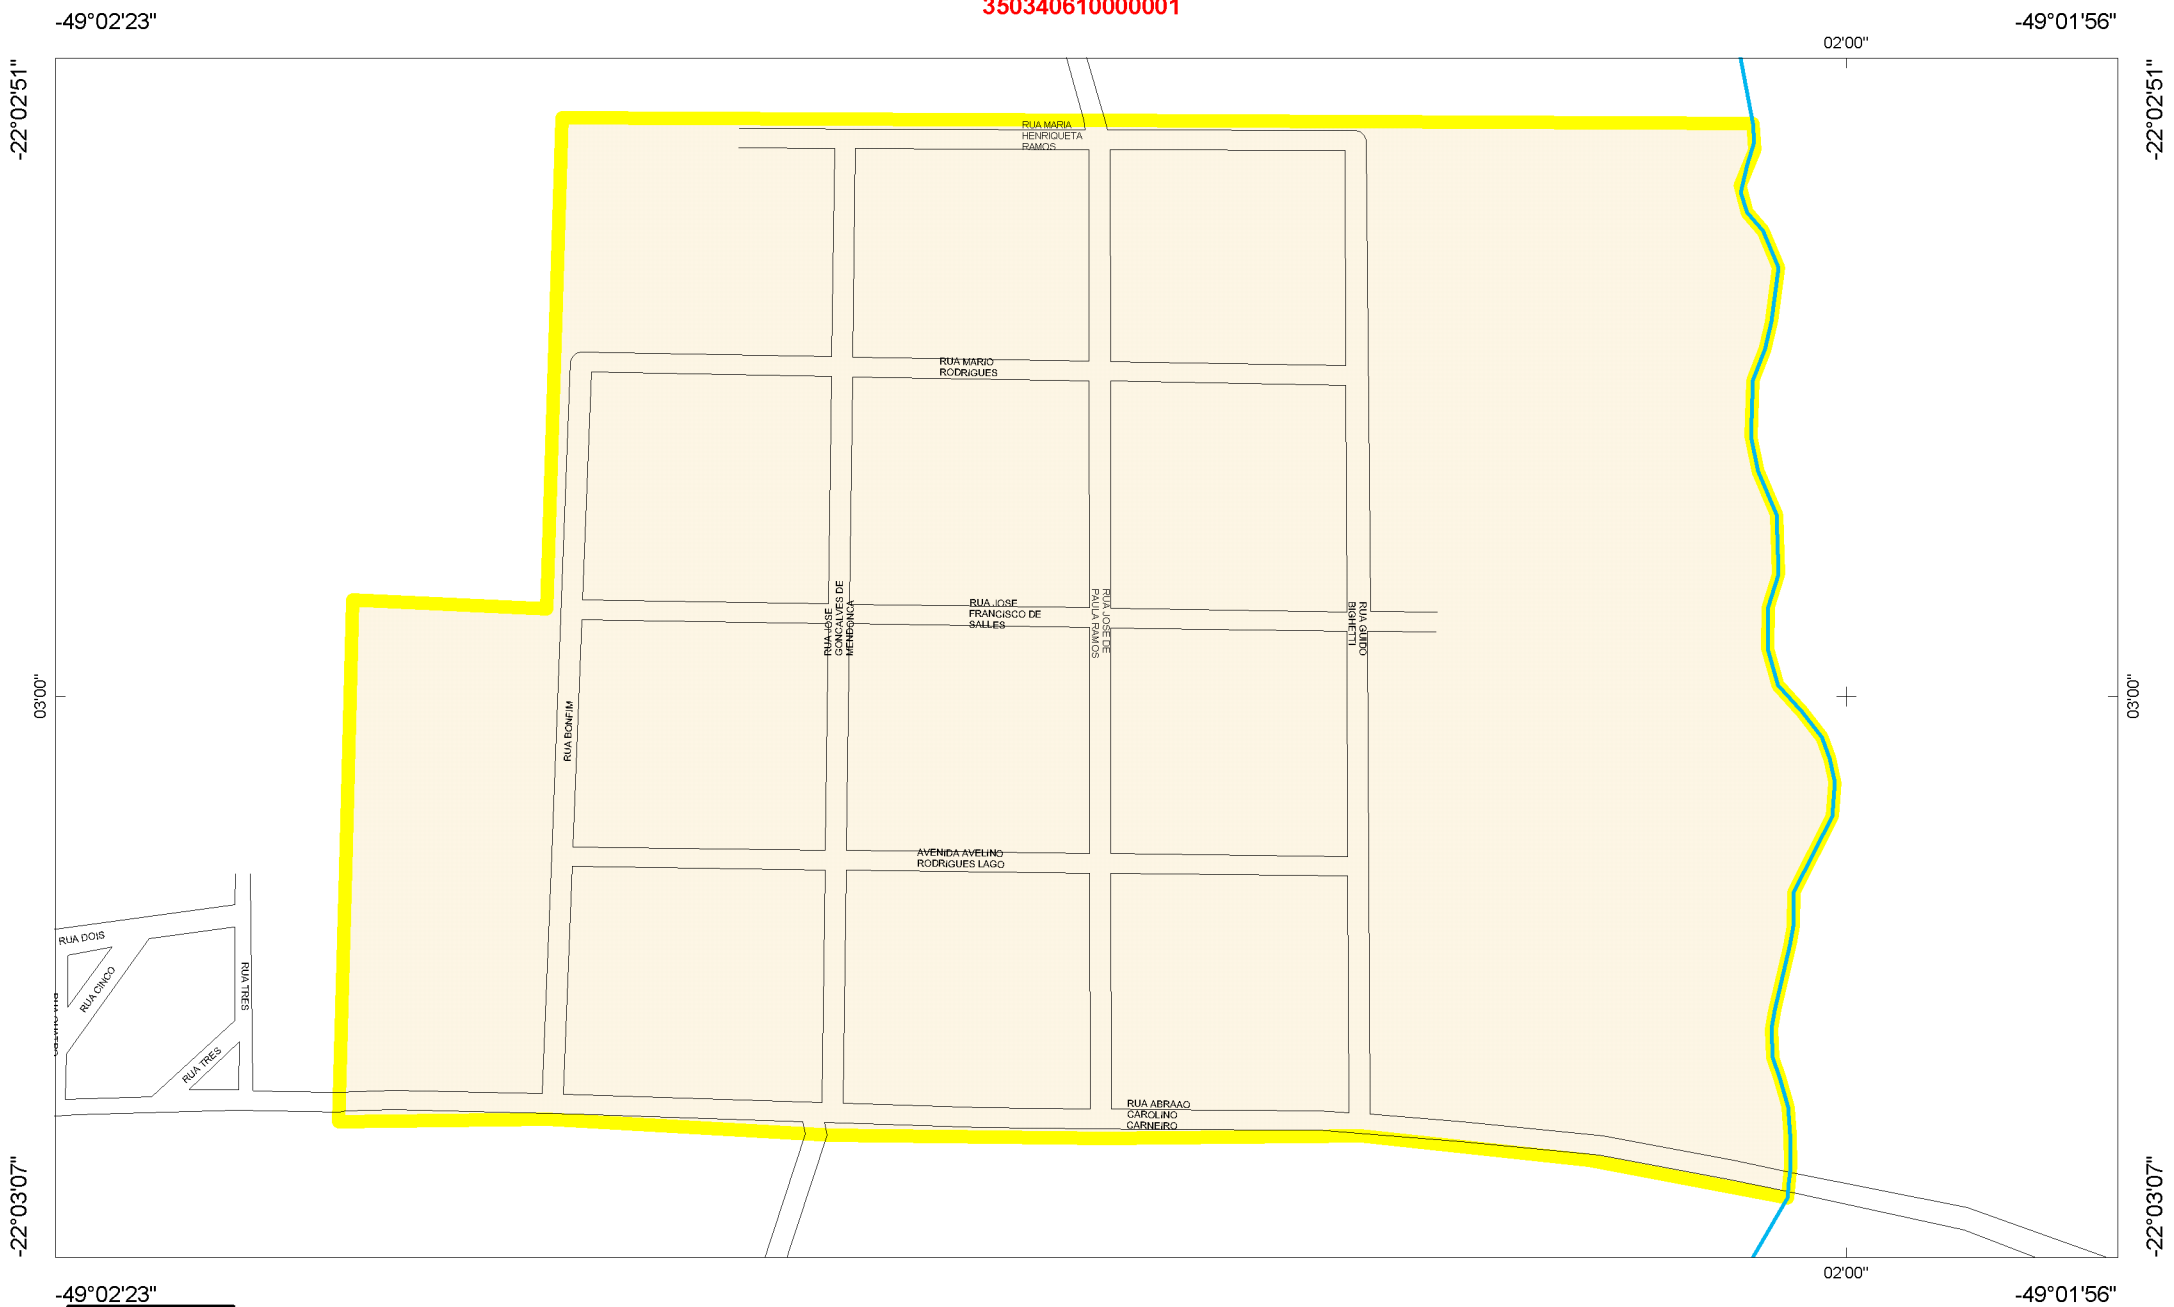 350340610000001
-49°02'23"
-49°01'56"
02'00"
-22°02'51"
-22°02'51"
RUA MARIA
HENRIQUETA
RAMOS
RUA MARIO
RODRIGUES
RUA JOSE
GONCALVES DE
MENDONCA
RUA JOSE
FRANCISCO DE
SALLES
RUA JOSE DE
PAULA RAMOS
RUA GUIDO
BIGHETTI
03'00"
03'00"
RUA BONFIM
AVENIDA AVELINO
RODRIGUES LAGO
RUA DOIS
RUA CINCO
RUA TRES
RUA TRES
RUA ABRAAO
CAROLINO
CARNEIRO
-22°03'07"
-22°03'07"
02'00"
-49°02'23"
-49°01'56"